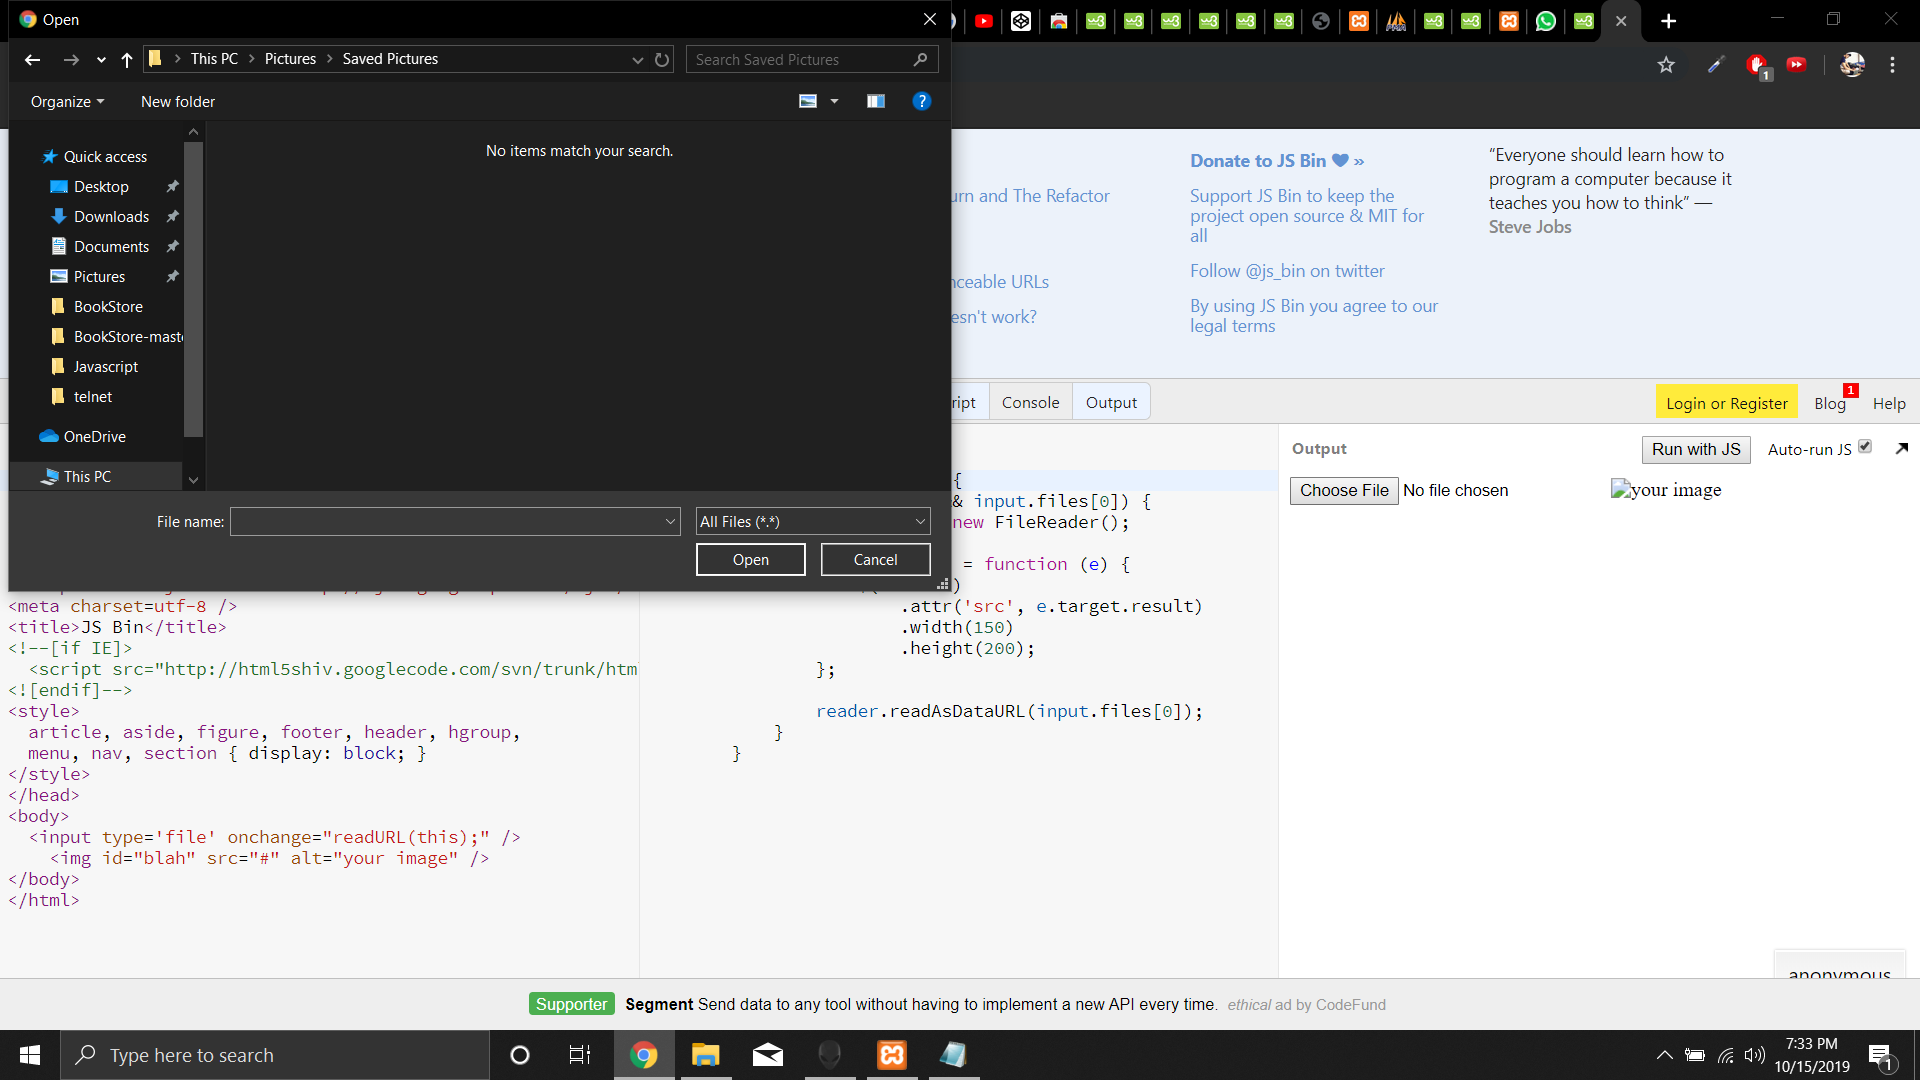 Open
This PC
Pictures
Saved Pictures
Search Saved Pictures
Organize
New folder
No items match your search.
Quick access
Desktop
Downloads
Documents
Pictures
BookStore
BookStore-mast
Javascript
telnet
OneDrive
This PC
File name:
All Files (*.*)
Open
Cancel
1
urn and The Refactor
nceable URLs
esn't work?
Donate to JS Bin »
Support JS Bin to keep the
project open source & MIT for
all
Follow @js_bin on twitter
By using JS Bin you agree to our
legal terms
“Everyone should learn how to
program a computer because it
teaches you how to think” —
Steve Jobs
ript
Console
Output
Login or Register
Blog
1
Help
<meta charset=utf-8 />
<title>JS Bin</title>
<!--[if IE]>
<script src="http://html5shiv.googlecode.com/svn/trunk/htm
<![endif]-->
<style>
article, aside, figure, footer, header, hgroup,
menu, nav, section { display: block; }
</style>
</head>
<body>
<input type='file' onchange="readURL(this);" />
<img id="blah" src="#" alt="your image" />
</body>
</html>
{
& input.files[0]) {
new FileReader();
= function (e) {
)
.attr('src', e.target.result)
.width(150)
.height(200);
};
reader.readAsDataURL(input.files[0]);
}
}
Output
Run with JS
Auto-run JS
Choose File No file chosen
your image
anonymous
Supporter
Segment Send data to any tool without having to implement a new API every time. ethical ad by CodeFund
Type here to search
7:33 PM
10/15/2019
1